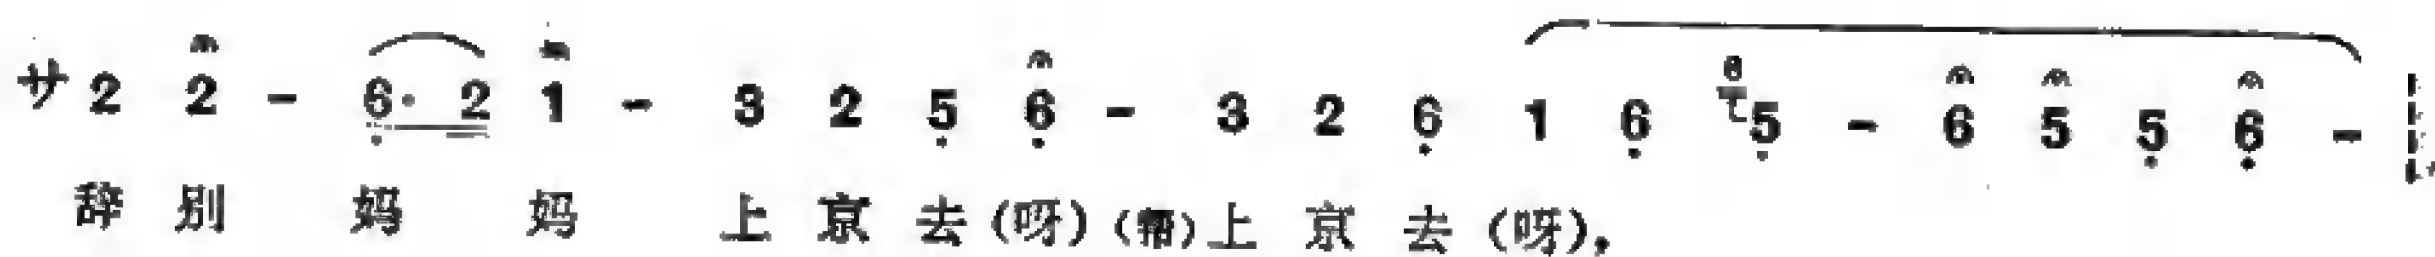 サ 2 2 - 6· 2 1 - 3 2 5 6 - 3 2 6 1 6 6 5 - 6 5 5 6 -
辞 别 妈 妈 上 京 去 (呀) (帮) 上 京 去 (呀),